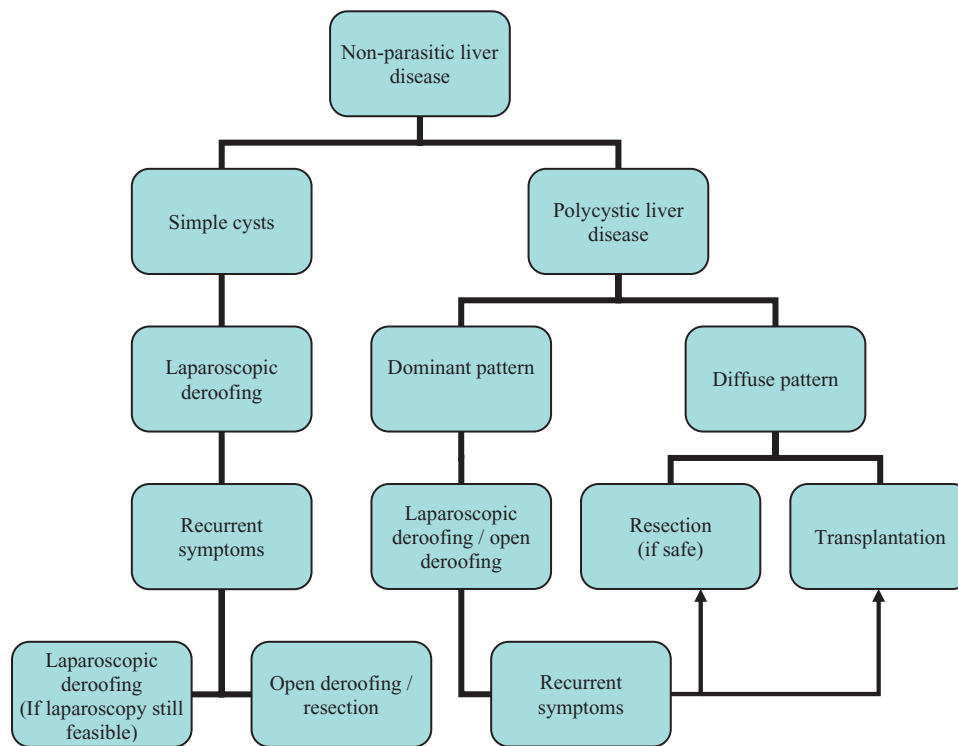 Non-parasitic liver
disease
Simple cysts
Polycystic liver
disease
Laparoscopic
deroofing
Dominant pattern
Diffuse pattern
Recurrent
symptoms
Laparoscopic
deroofing / open
deroofing
Resection
(if safe)
Transplantation
Laparoscopic
deroofing
(If laparoscopy still
feasible)
Open deroofing /
resection
Recurrent
symptoms